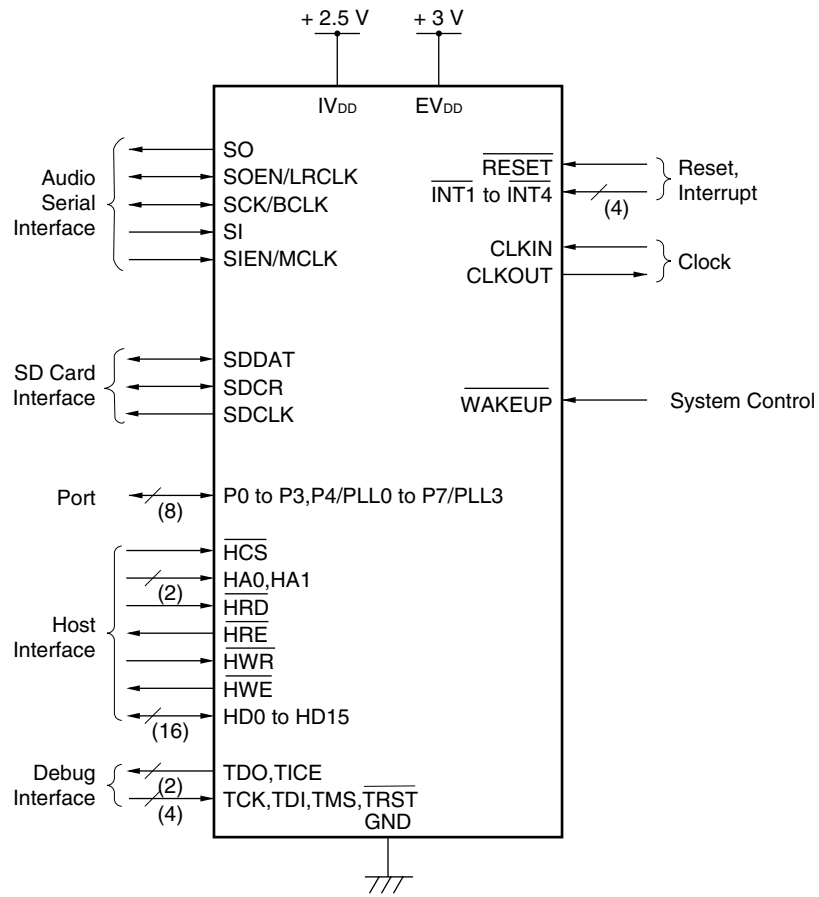 + 2.5 V
+ 3 V
IVDD
EVDD
Audio
Serial
Interface
SO
SOEN/LRCLK
SCK/BCLK
SI
SIEN/MCLK
RESET
INT1 to INT4
(4)
Reset,
Interrupt
CLKIN
CLKOUT
Clock
SD Card
Interface
SDDAT
SDCR
SDCLK
WAKEUP
System Control
Port
(8)
P0 to P3,P4/PLL0 to P7/PLL3
Host
Interface
HCS
(2)
HA0,HA1
HRD
HRE
HWR
HWE
(16)
HD0 to HD15
Debug
Interface
(2)
TDO,TICE
(4)
TCK,TDI,TMS,TRST
GND